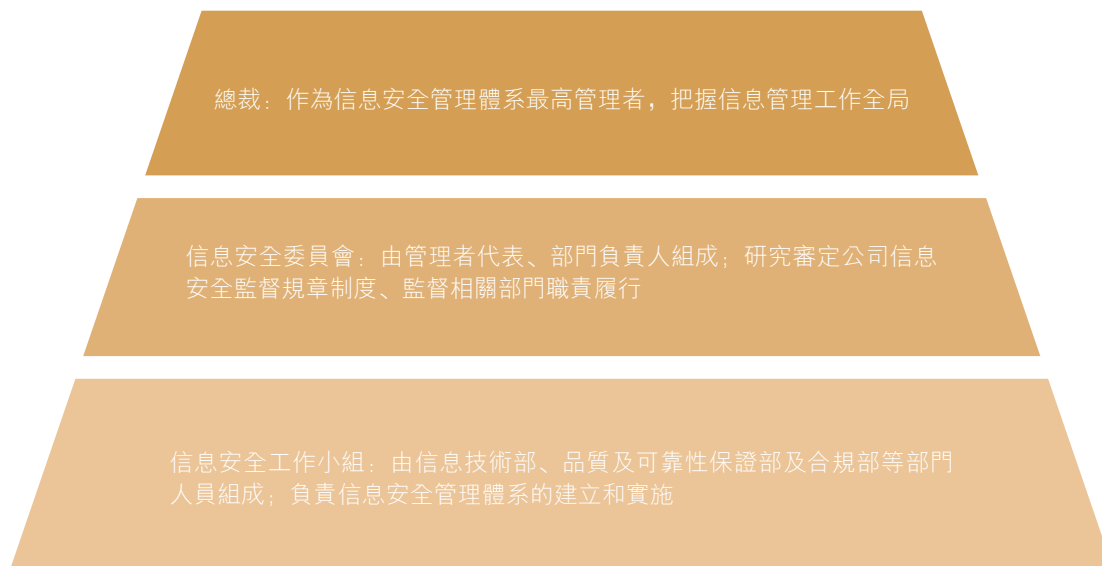 總裁：作為信息安全管理體系最高管理者，把握信息管理工作全局
信息安全委員會：由管理者代表、部門負責人組成；研究審定公司信息
安全監督規章制度、監督相關部門職責履行
信息安全工作小組：由信息技術部、品質及可靠性保證部及合規部等部門
人員組成；負責信息安全管理體系的建立和實施